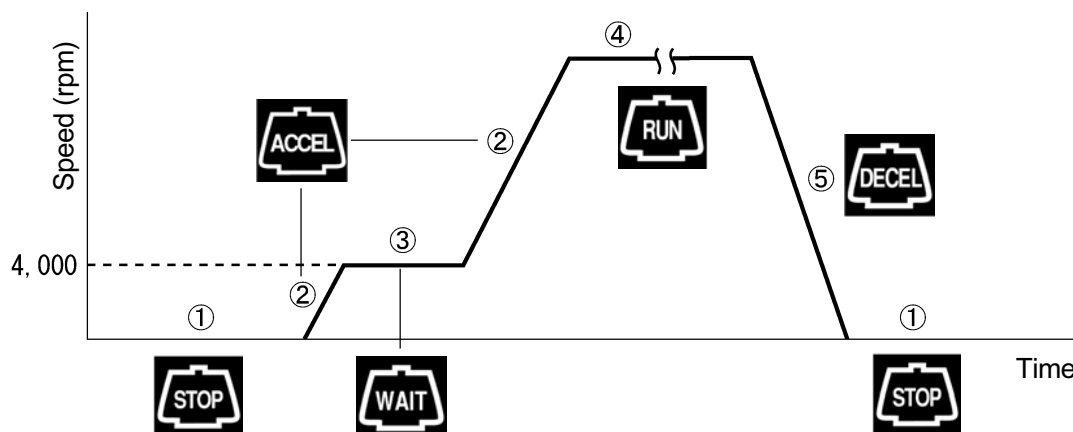 Speed (rpm)
④
RUN
ACCEL
②
⑤
DECEL
③
4,000
②
①
①
STOP
WAIT
STOP
Time